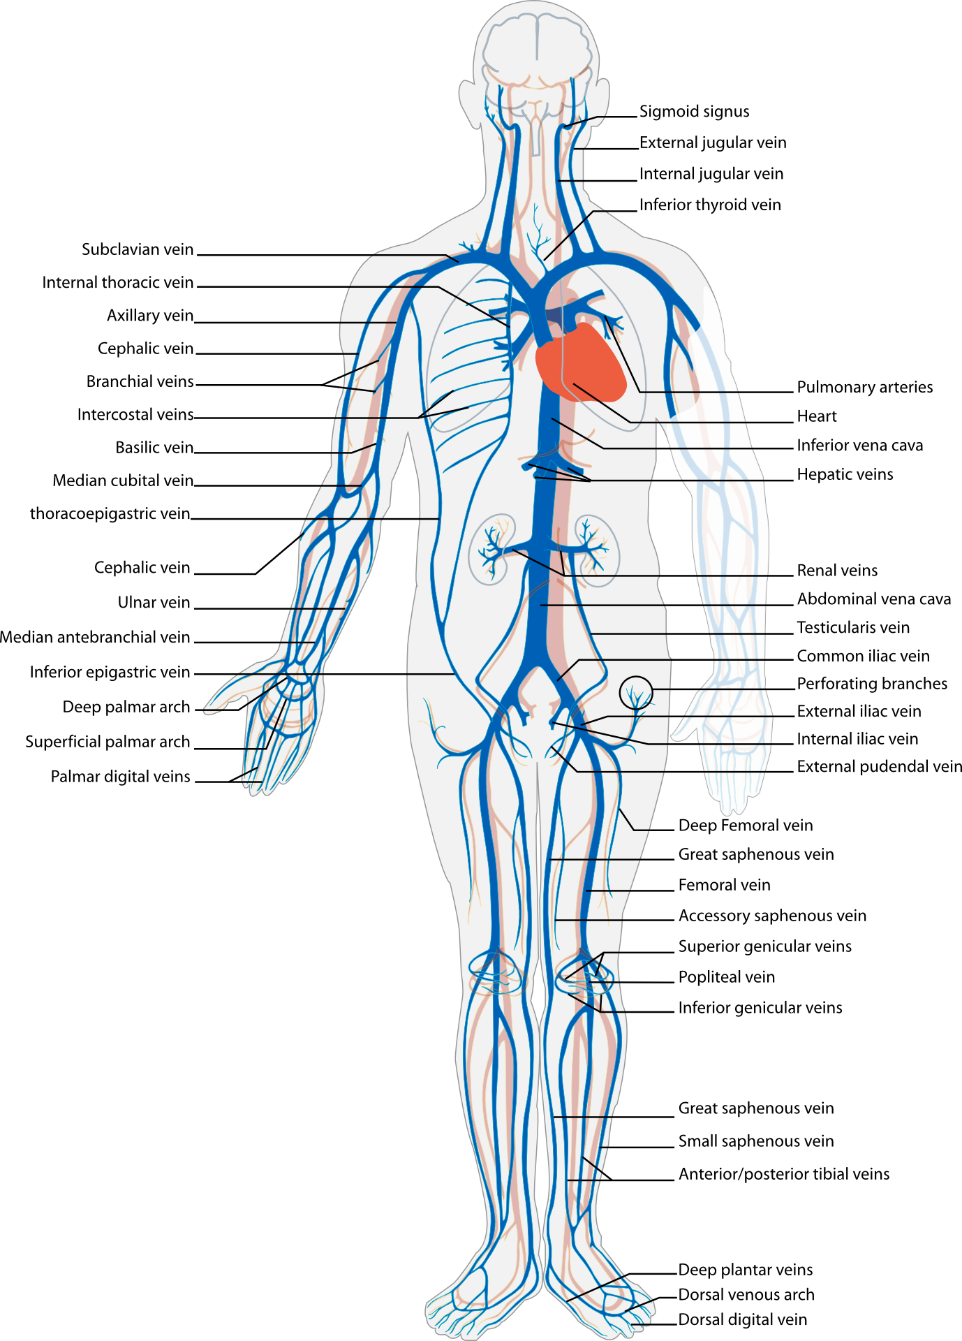 Sigmoid signus
External jugular vein
Internal jugular vein
Inferior thyroid vein
Subclavian vein
Internal thoracic vein
Axillary vein
Cephalic vein
Branchial veins
Intercostal veins
Basilic vein
Median cubital vein
thoracoepigastric vein
Cephalic vein
Ulnar vein
Median antebranchial vein
Inferior epigastric vein
Deep palmar arch
Superficial palmar arch
Palmar digital veins
Pulmonary arteries
Heart
Inferior vena cava
Hepatic veins
Renal veins
Abdominal vena cava
Testicularis vein
Common iliac vein
Perforating branches
External iliac vein
Internal iliac vein
External pudendal vein
Deep Femoral vein
Great saphenous vein
Femoral vein
Accessory saphenous vein
Superior genicular veins
Popliteal vein
Inferior genicular veins
Great saphenous vein
Small saphenous vein
Anterior/posterior tibial veins
Deep plantar veins
Dorsal venous arch
Dorsal digital vein